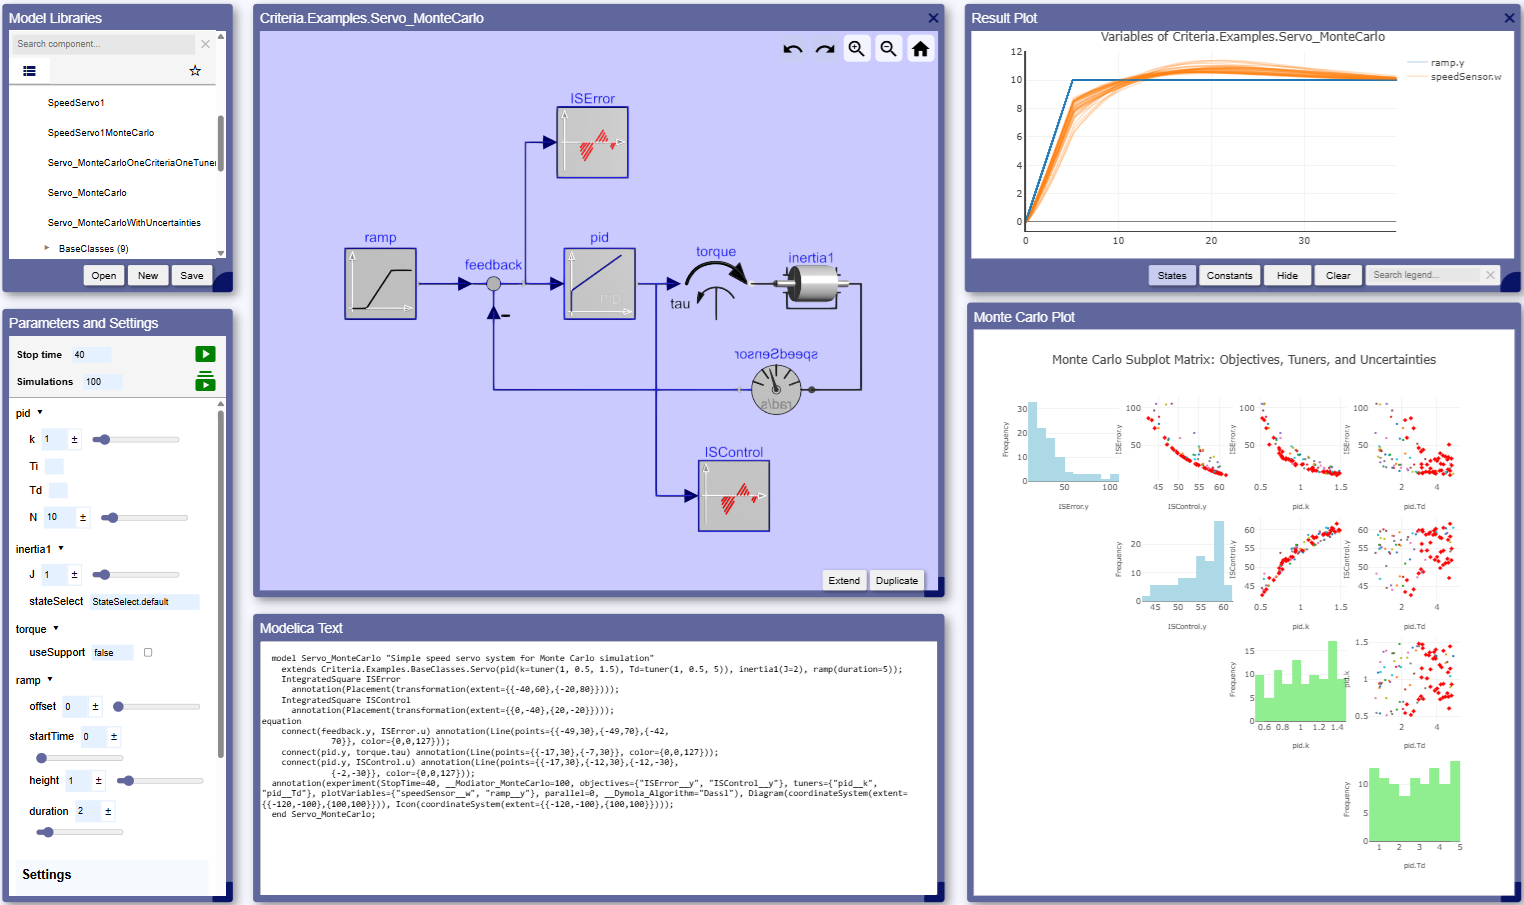 Model Libraries
Search component...
SpeedServo1
SpeedServo1MonteCarlo
Servo_MonteCarloOneCriteriaOneTuner
Servo_MonteCarlo
Servo_MonteCarloWithUncertainties
BaseClasses (9)
Open New Save
Parameters and Settings
Stop time 40
Simulations 100
pid
k 1 ±
Ti
Td
N 10 ±
inertia1
J 1 ±
stateSelect StateSelect.default
torque
useSupport false
ramp
offset 0 ±
startTime 0 ±
height 1 ±
duration 2 ±
Settings
Criteria.Examples.Servo_MonteCarlo
ISError
ramp
feedback
pid
torque
inertia1
tau
speedSensor
rad/s
ISControl
Extend Duplicate
Modelica Text
model Servo_MonteCarlo "Simple speed servo system for Monte Carlo simulation"
extends Criteria.Examples.BaseClasses.Servo(pid(k=tuner(1, 0.5, 1.5), Td=tuner(1, 0.5, 5)), inertia1(J=2), ramp(duration=5));
IntegratedSquare ISError
annotation(Placement(transformation(extent={{-40,60},{-20,80}})));
IntegratedSquare ISControl
annotation(Placement(transformation(extent={{0,-40},{20,-20}})));
equation
connect(feedback.y, ISError.u) annotation(Line(points={{-49,30},{-49,70},{-42,
70}}, color={0,0,127}));
connect(pid.y, torque.tau) annotation(Line(points={{-17,30},{-7,30}}, color={0,0,127}));
connect(pid.y, ISControl.u) annotation(Line(points={{-17,30},{-12,30},{-12,-30},
{-2,-30}}, color={0,0,127}));
annotation(experiment(StopTime=40, __Modiator_MonteCarlo=100, objectives={"ISError__y", "ISControl__y"}, tuners={"pid__k",
"pid__Td"}, plotVariables={"speedSensor__w", "ramp__y"}, parallel=0, __Dymola_Algorithm="Dassl"), Diagram(coordinateSystem(extent=
{{-120,-100},{100,100}})), Icon(coordinateSystem(extent={{-120,-100},{100,100}})));
end Servo_MonteCarlo;
Result Plot
Variables of Criteria.Examples.Servo_MonteCarlo
12
10
8
6
4
2
0
0 10 20 30
ramp.y
speedSensor.w
States Constants Hide Clear Search legend...
Monte Carlo Plot
Monte Carlo Subplot Matrix: Objectives, Tuners, and Uncertainties
Frequency
30
20
10
0
50 100
ISError.y
ISError.y
100
50
45 50 55 60
ISControl.y
ISError.y
100
50
0.5 1 1.5
pid.k
ISError.y
100
50
2 4
pid.Td
Frequency
20
10
0
45 50 55 60
ISControl.y
ISControl.y
60
55
50
45
0.5 1 1.5
pid.k
ISControl.y
60
55
50
45
2 4
pid.Td
Frequency
15
10
5
0
0.6 0.8 1 1.2 1.4
pid.k
pid.k
1.5
1
0.5
2 4
pid.Td
Frequency
10
5
0
1 2 3 4 5
pid.Td